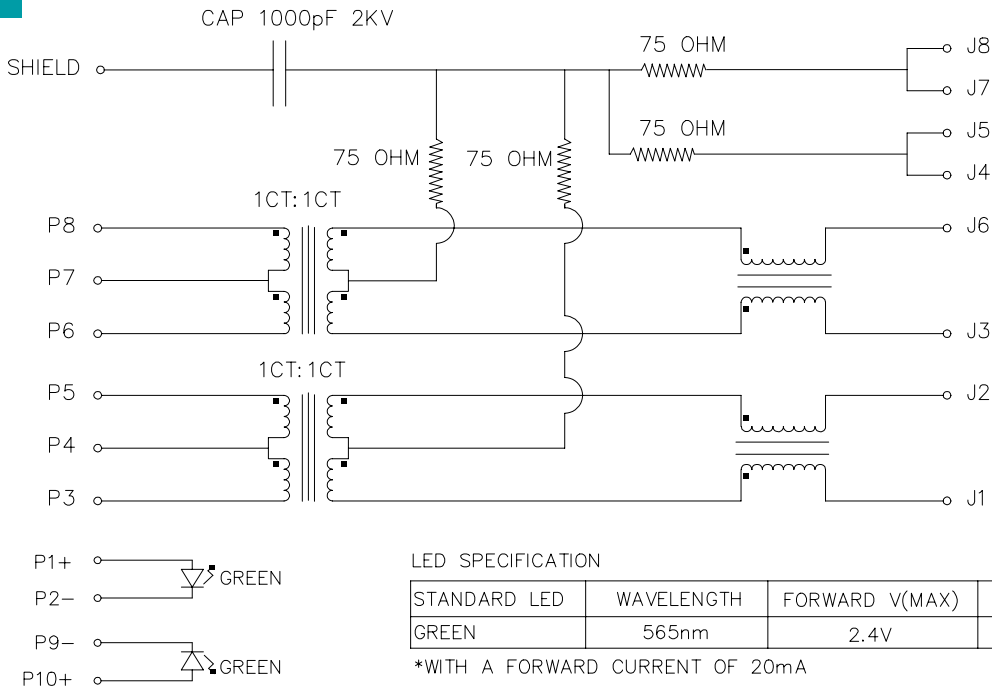 CAP 1000pF 2KV
SHIELD
75 OHM
J8
J7
75 OHM
J5
J4
75 OHM
75 OHM
1CT:1CT
P8
J6
P7
P6
J3
1CT:1CT
P5
J2
P4
P3
J1
P1+
GREEN
P2-
P9-
GREEN
P10+
LED SPECIFICATION
STANDARD LED WAVELENGTH FORWARD V(MAX)
GREEN 565nm 2.4V
*WITH A FORWARD CURRENT OF 20mA